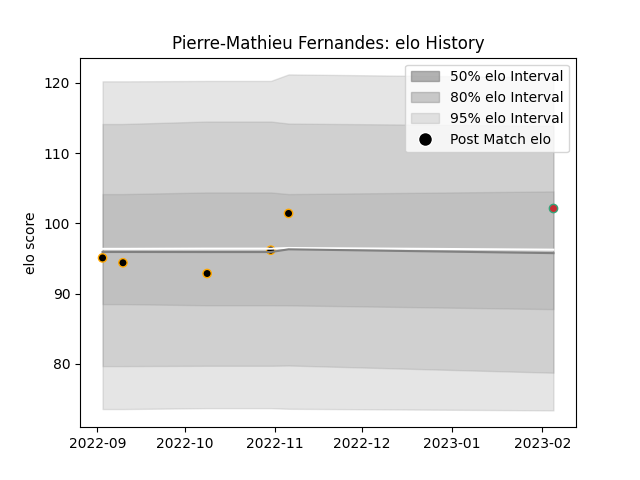 Pierre-Mathieu Fernandes: elo History
120
110
100
90
80
elo score
50% elo Interval
80% elo Interval
95% elo Interval
Post Match elo
2022-09 2022-10 2022-11 2022-12 2023-01 2023-02